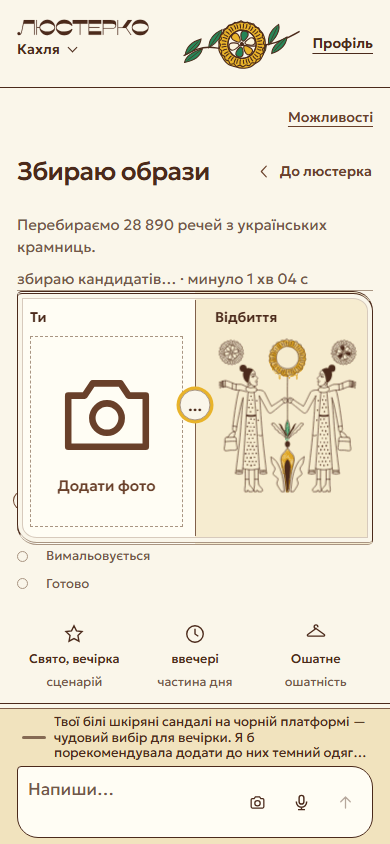 ЛЮСТЕРКО
Кахля
Профіль
Можливості
Збираю образи
До люстерка
Перебираємо 28 890 речей з українських
крамниць.
збираю кандидатів… · минуло 1 хв 04 с
Ти
Відбиття
...
Додати фото
Вимальовується
Готово
Свято, вечірка
ввечері
Ошатне
сценарій
частина дня
ошатність
Твої білі шкіряні сандалі на чорній платформі —
чудовий вибір для вечірки. Я б
порекомендувала додати до них темний одяг…
Напиши…